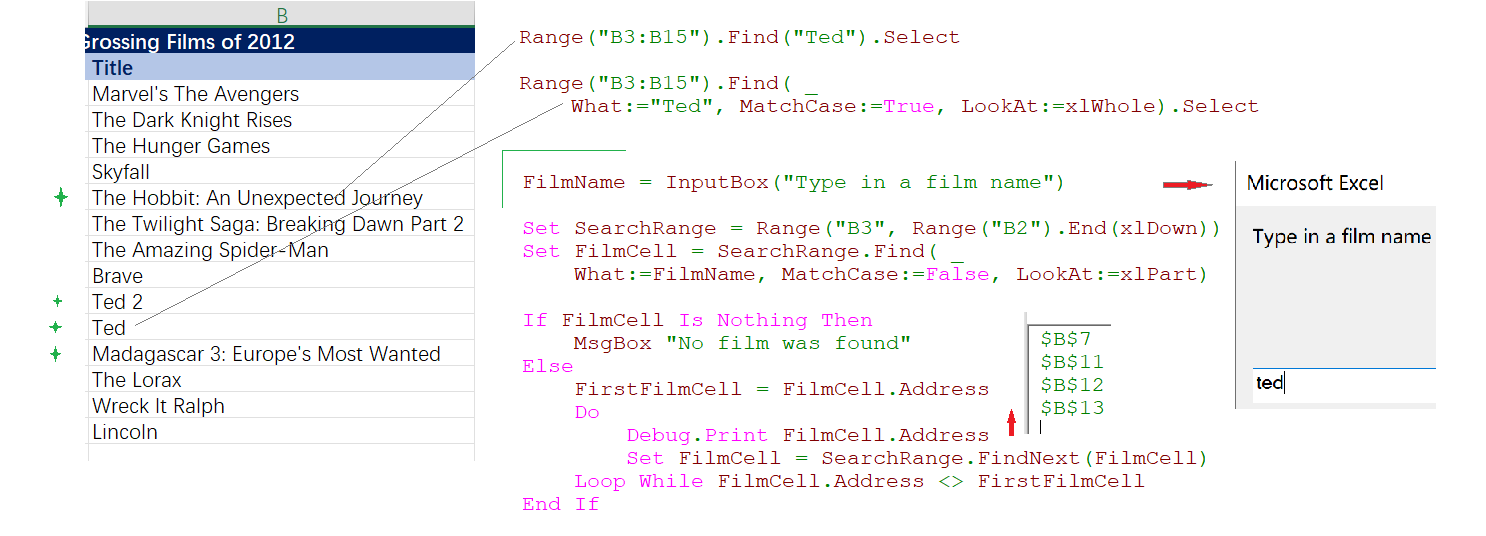 B
Grossing Films of 2012
Title
Marvel's The Avengers
The Dark Knight Rises
The Hunger Games
Skyfall
The Hobbit: An Unexpected Journey
The Twilight Saga: Breaking Dawn Part 2
The Amazing Spider-Man
Brave
Ted 2
Ted
Madagascar 3: Europe's Most Wanted
The Lorax
Wreck It Ralph
Lincoln
Range("B3:B15").Find("Ted").Select
Range("B3:B15").Find( _
What:="Ted", MatchCase:=True, LookAt:=xlWhole).Select
FilmName = InputBox("Type in a film name")
Set SearchRange = Range("B3", Range("B2").End(xlDown))
Set FilmCell = SearchRange.Find( _
What:=FilmName, MatchCase:=False, LookAt:=xlPart)
If FilmCell Is Nothing Then
MsgBox "No film was found"
Else
FirstFilmCell = FilmCell.Address
Do
Debug.Print FilmCell.Address
Set FilmCell = SearchRange.FindNext(FilmCell)
Loop While FilmCell.Address <> FirstFilmCell
End If
$B$7
$B$11
$B$12
$B$13
Microsoft Excel
Type in a film name
ted